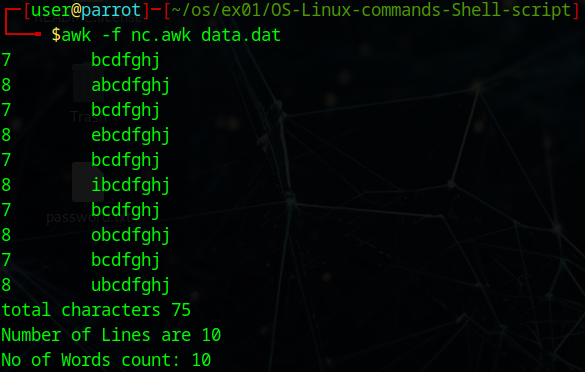 ┌─[user@parrot]─[~/os/ex01/OS-Linux-commands-Shell-script]
└──╼ $awk -f nc.awk data.dat
7 bcdfghj
8 abcdfghj
7 bcdfghj
8 ebcdfghj
7 bcdfghj
8 ibcdfghj
7 bcdfghj
8 obcdfghj
7 bcdfghj
8 ubcdfghj
total characters 75
Number of Lines are 10
No of Words count: 10
Trash